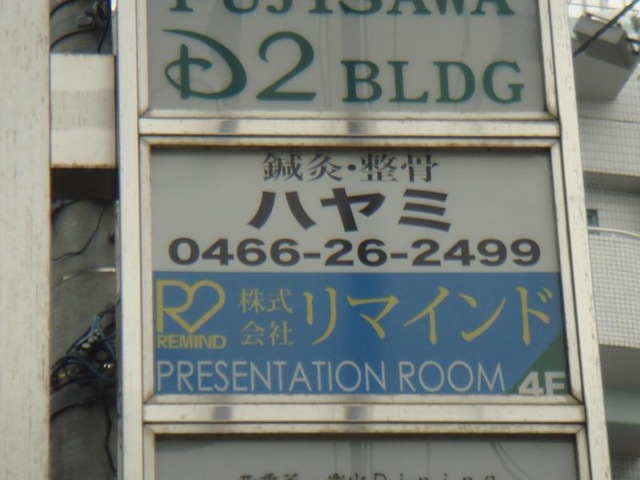 FUJISAWA
D2 BLDG
鍼灸・整骨
ハヤミ
0466-26-2499
REMIND
株式会社 リマインド
PRESENTATION ROOM 4F